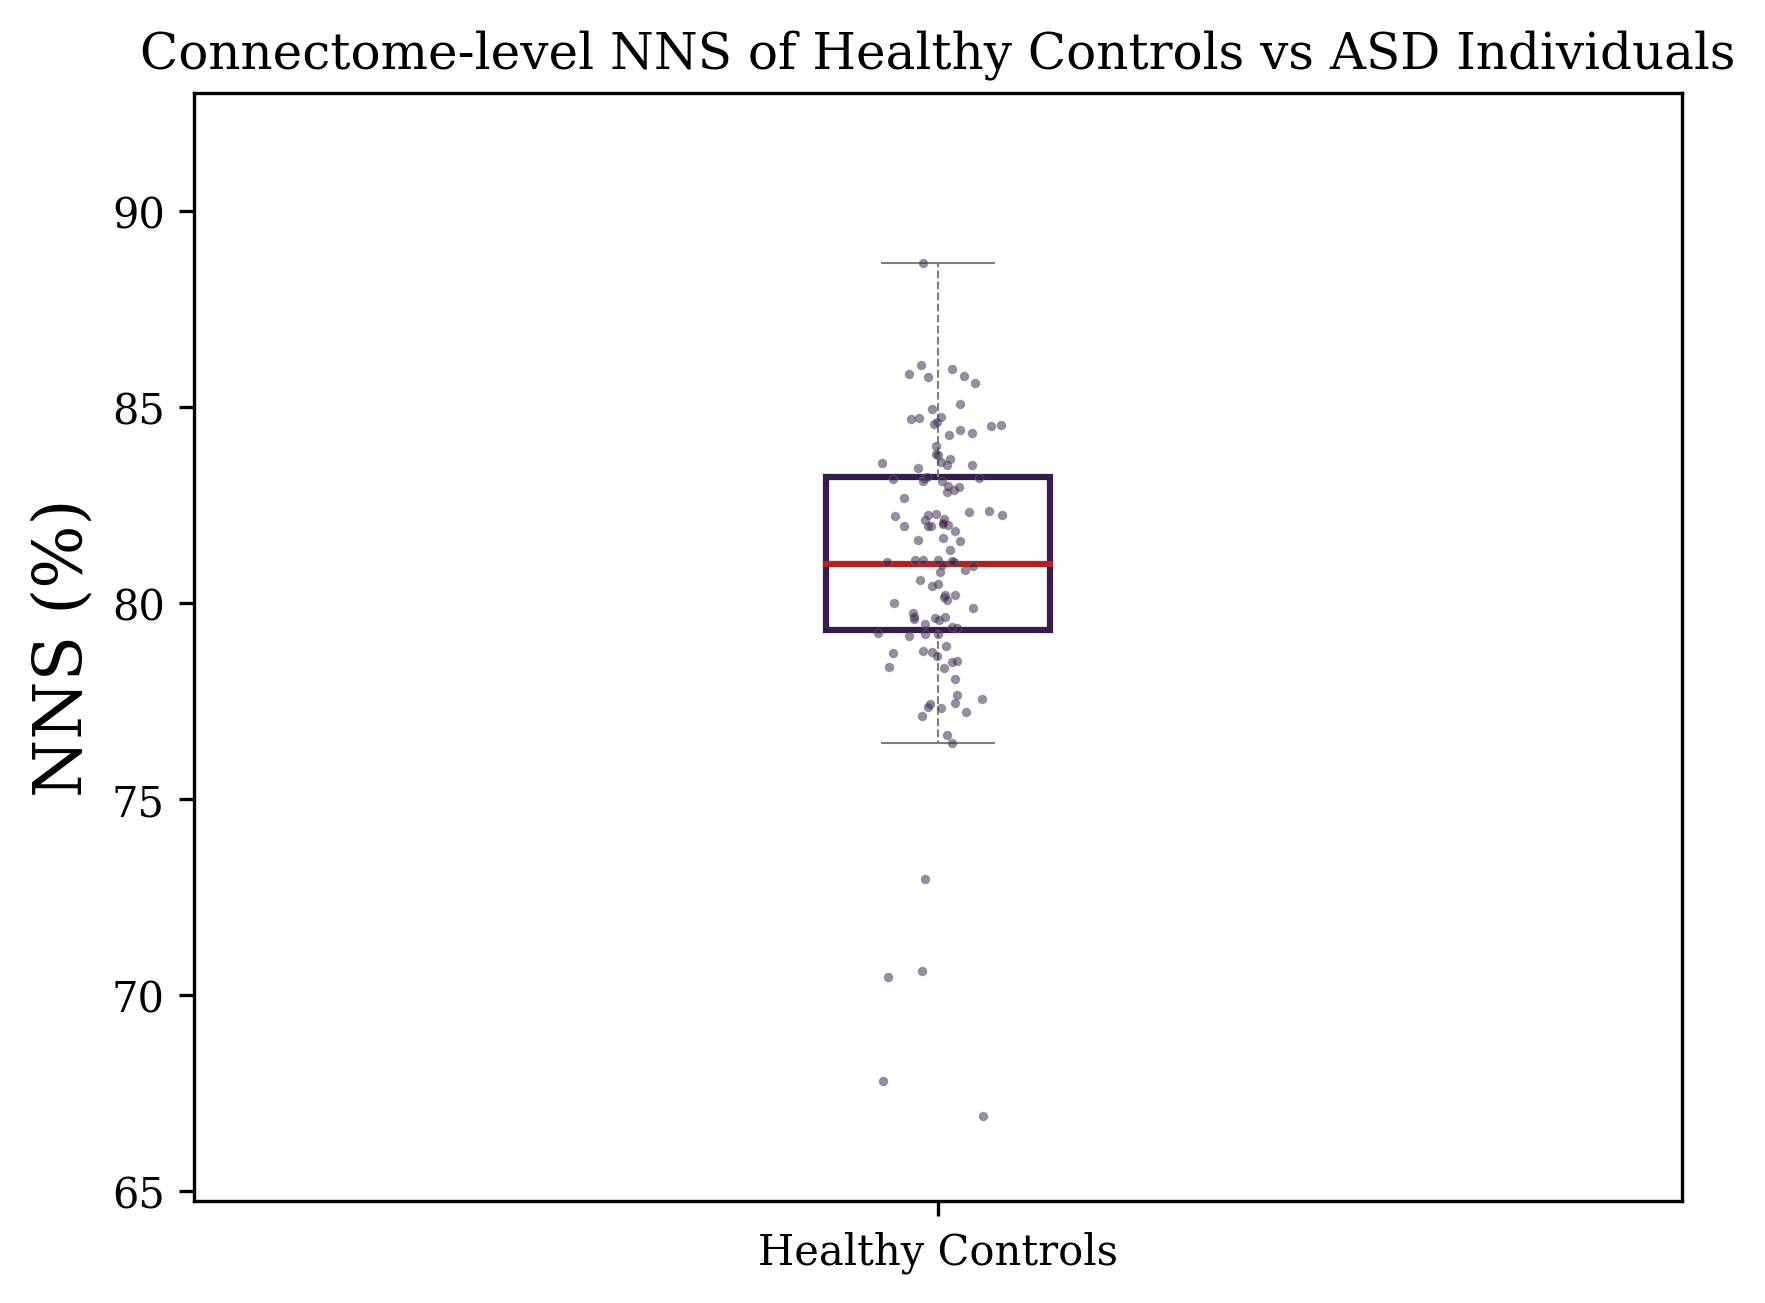 Connectome-level NNS of Healthy Controls vs ASD Individuals
NNS (%)
90
85
80
75
70
65
Healthy Controls